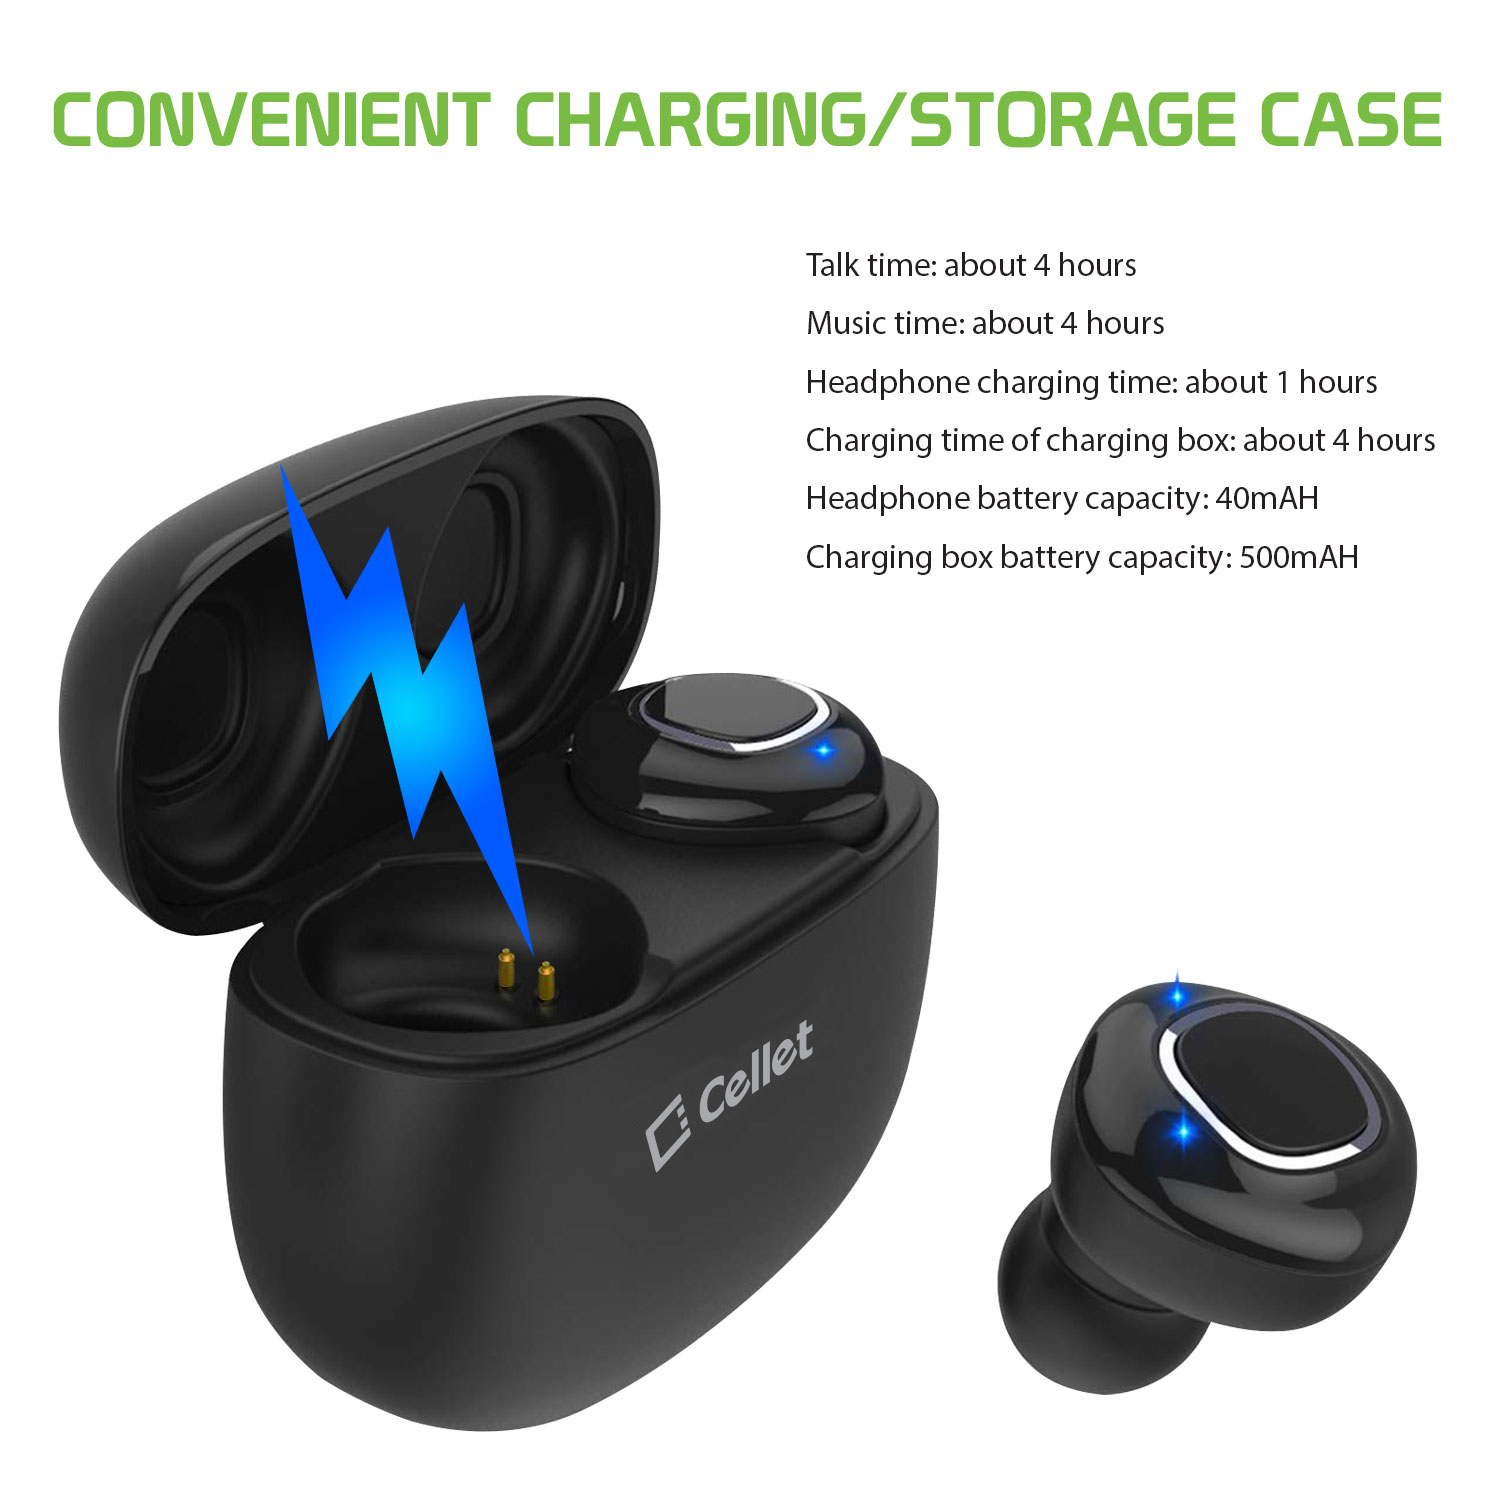 CONVENIENT CHARGING/STORAGE CASE
Talk time: about 4 hours
Music time: about 4 hours
Headphone charging time: about 1 hours
Charging time of charging box: about 4 hours
Headphone battery capacity: 40mAH
Charging box battery capacity: 500mAH
Cellet